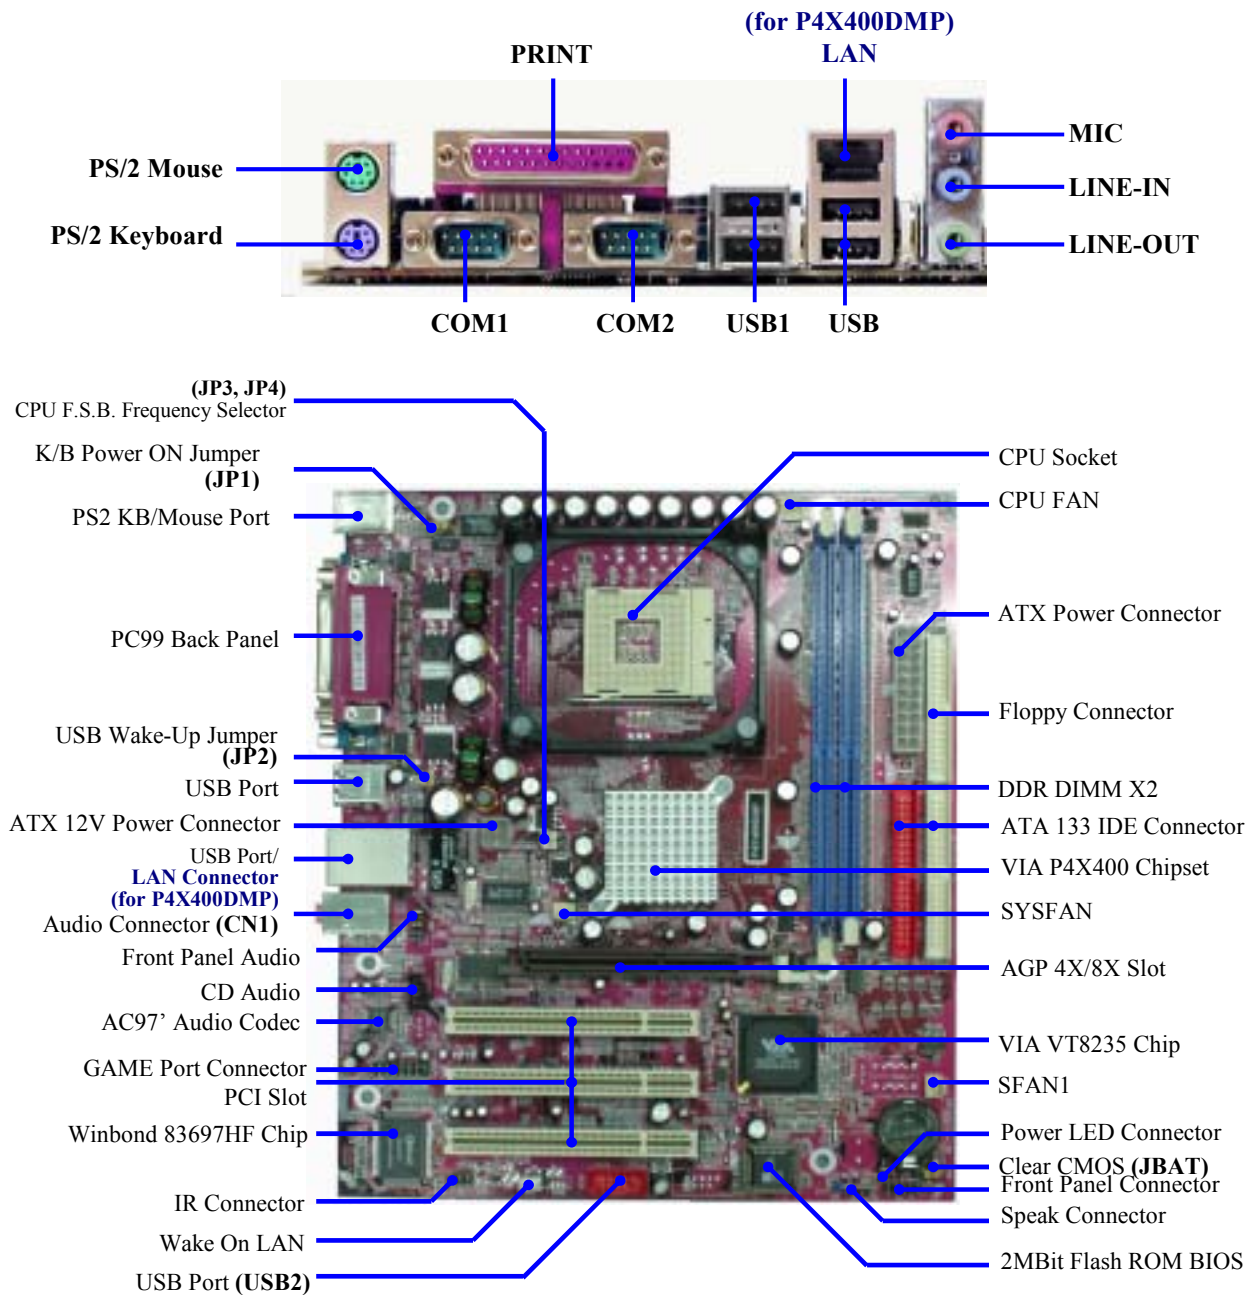 (for P4X400DMP)
LAN
PRINT
PS/2 Mouse
PS/2 Keyboard
MIC
LINE-IN
LINE-OUT
COM1
COM2
USB1
USB
(JP3, JP4)
CPU F.S.B. Frequency Selector
K/B Power ON Jumper
(JP1)
PS2 KB/Mouse Port
PC99 Back Panel
USB Wake-Up Jumper
(JP2)
USB Port
ATX 12V Power Connector
USB Port/
LAN Connector
(for P4X400DMP)
Audio Connector (CN1)
Front Panel Audio
CD Audio
AC97’ Audio Codec
GAME Port Connector
PCI Slot
Winbond 83697HF Chip
IR Connector
Wake On LAN
USB Port (USB2)
CPU Socket
CPU FAN
ATX Power Connector
Floppy Connector
DDR DIMM X2
ATA 133 IDE Connector
VIA P4X400 Chipset
SYSFAN
AGP 4X/8X Slot
VIA VT8235 Chip
SFAN1
Power LED Connector
Clear CMOS (JBAT)
Front Panel Connector
Speak Connector
2MBit Flash ROM BIOS